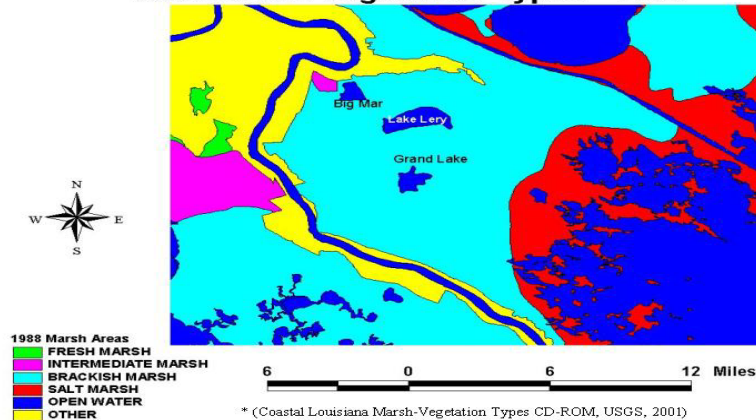 Big Mar
Lake Lery
Grand Lake
N
W E
S
1988 Marsh Areas
FRESH MARSH
INTERMEDIATE MARSH
BRACKISH MARSH
SALT MARSH
OPEN WATER
OTHER
6 0 6 12 Miles
* (Coastal Louisiana Marsh-Vegetation Types CD-ROM, USGS, 2001)